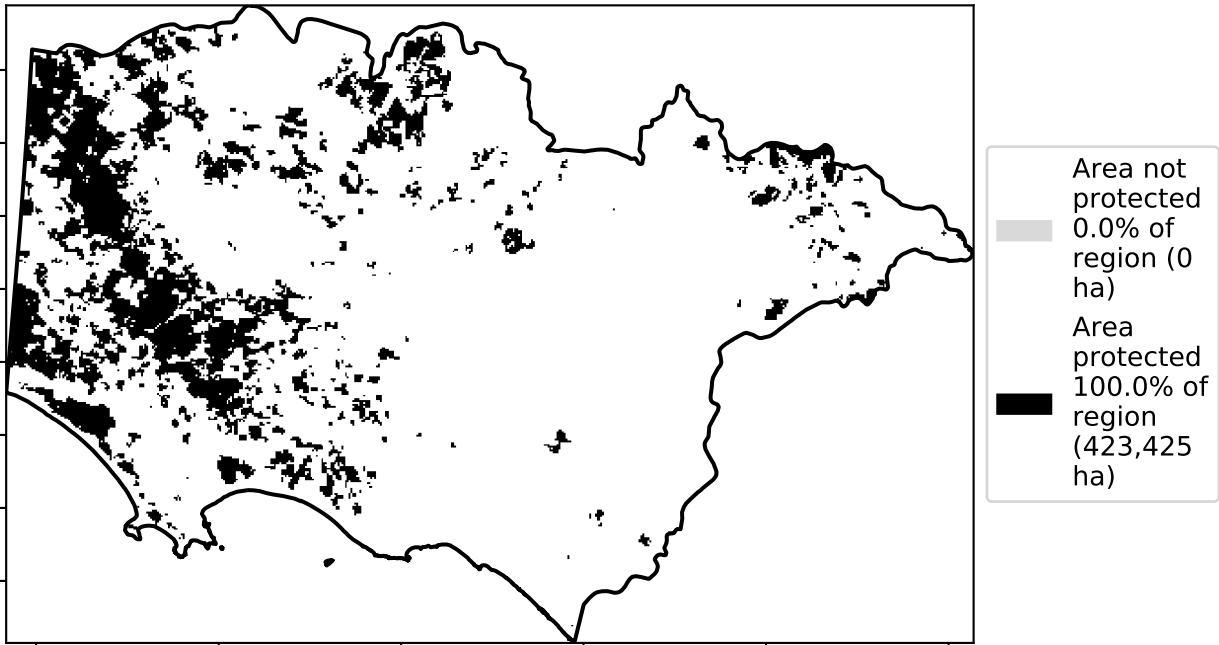 Area not
protected
0.0% of
region (0
ha)
Area
protected
100.0% of
region
(423,425
ha)